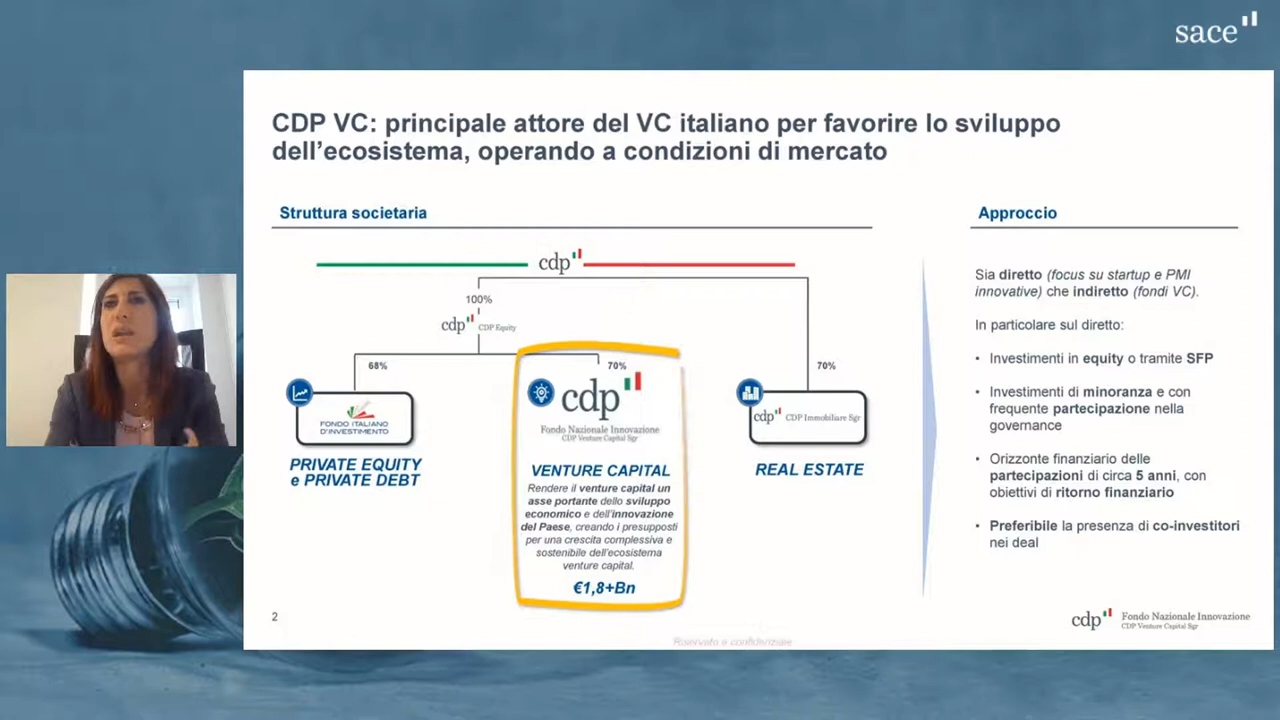 sace
CDP VC: principale attore del VC italiano per favorire lo sviluppo
dell'ecosistema, operando a condizioni di mercato
Struttura societaria
cdp
100%
cdp CDP Equity
68%
FONDO ITALIANO
D'INVESTIMENTO
PRIVATE EQUITY
e PRIVATE DEBT
70%
cdp
Fondo Nazionale Innovazione
CDP Venture Capital Sgr
VENTURE CAPITAL
Rendere il venture capital un
asse portante dello sviluppo
economico e dell'innovazione
del Paese, creando i presupposti
per una crescita complessiva e
sostenibile dell'ecosistema
venture capital.
€1,8+Bn
70%
cdp CDP Immobiliare Sgr
REAL ESTATE
Approccio
Sia diretto (focus su startup e PMI
innovative) che indiretto (fondi VC).
In particolare sul diretto:
• Investimenti in equity o tramite SFP
• Investimenti di minoranza e con
frequente partecipazione nella
governance
• Orizzonte finanziario delle
partecipazioni di circa 5 anni, con
obiettivi di ritorno finanziario
• Preferibile la presenza di co-investitori
nei deal
2
Riservato e confidenziale
cdp Fondo Nazionale Innovazione
CDP Venture Capital Sgr